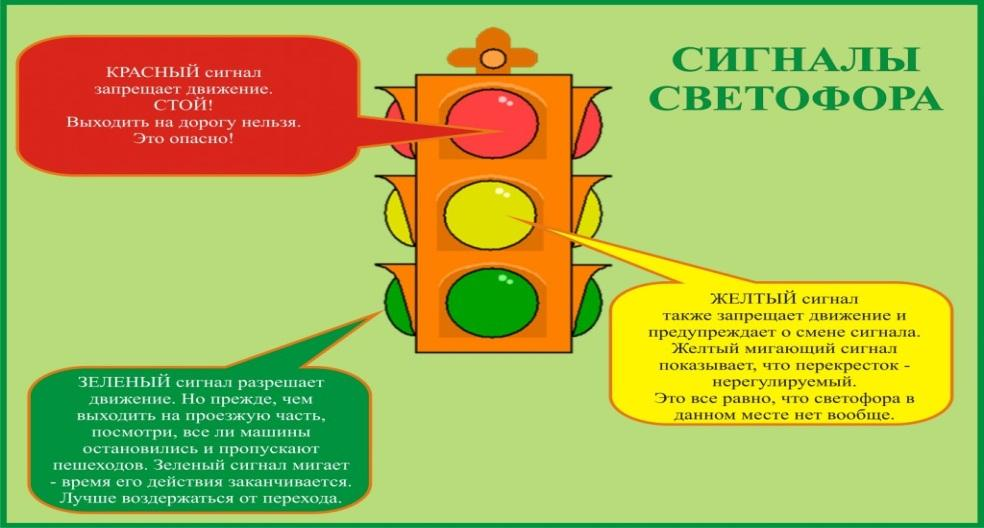 СИГНАЛЫ
СВЕТОФОРА
КРАСНЫЙ сигнал
запрещает движение.
СТОЙ!
Выходить на дорогу нельзя.
Это опасно!
ЖЕЛТЫЙ сигнал
также запрещает движение и
предупреждает о смене сигнала.
Желтый мигающий сигнал
показывает, что перекресток -
нерегулируемый.
Это все равно, что светофора в
данном месте нет вообще.
ЗЕЛЕНЫЙ сигнал разрешает
движение. Но прежде, чем
выходить на проезжую часть,
посмотри, все ли машины
остановились и пропускают
пешеходов. Зеленый сигнал мигает
- время его действия заканчивается.
Лучше воздержаться от перехода.